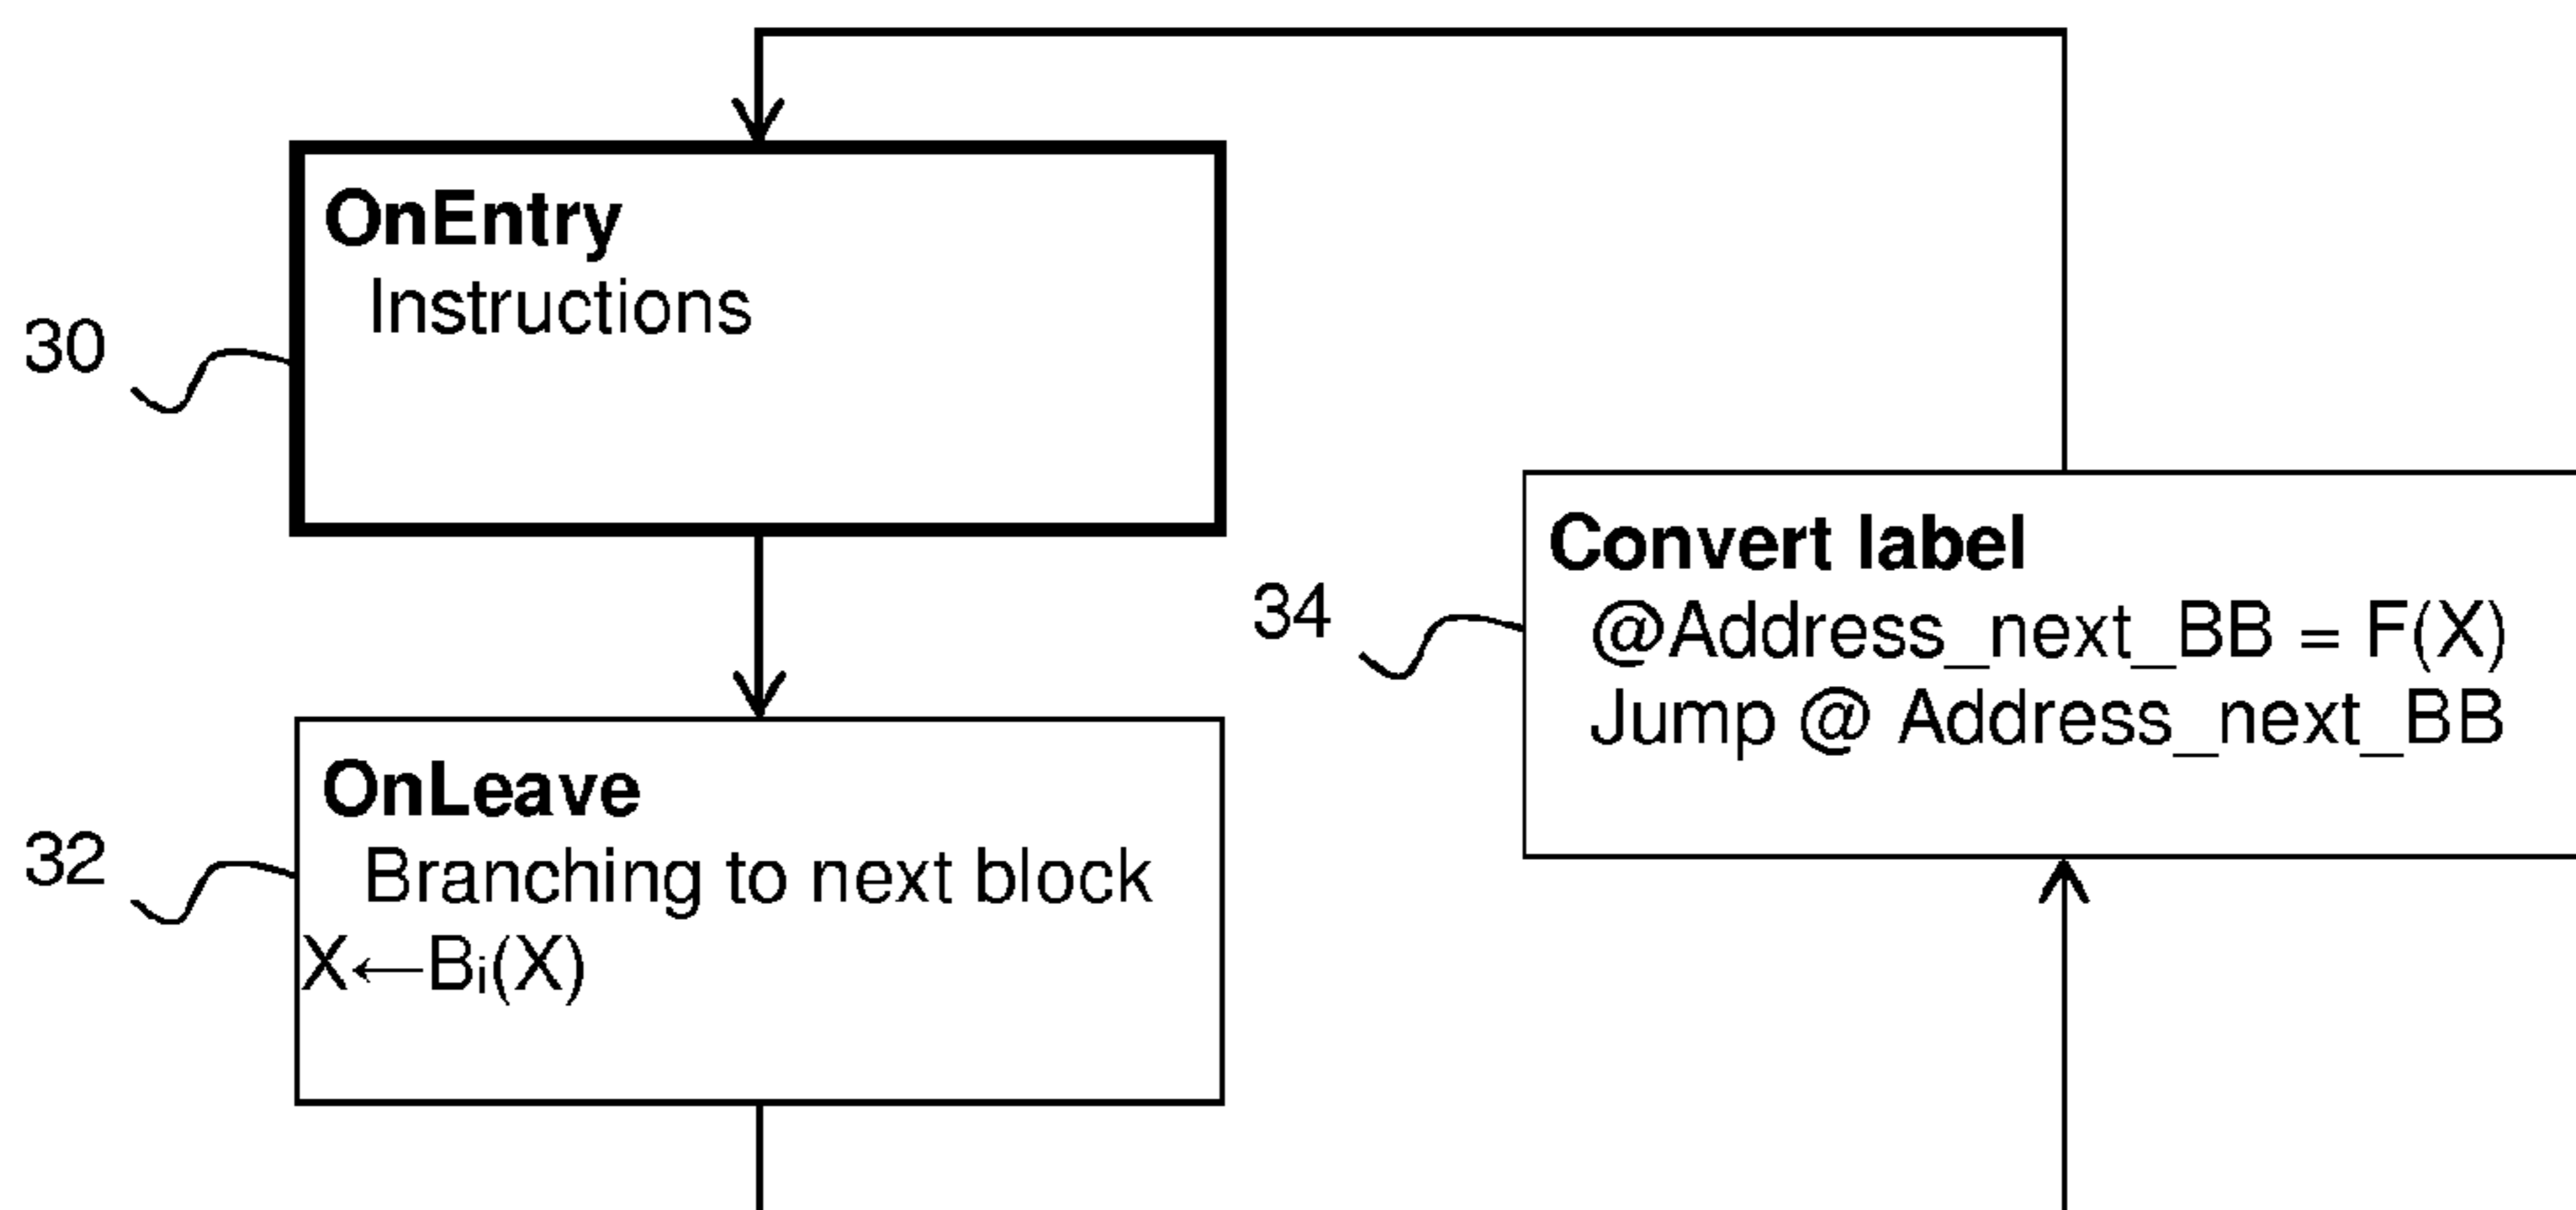 OnEntry
Instructions
30
OnLeave
Branching to next block
X←Bi(X)
32
Convert label
@Address_next_BB = F(X)
Jump @ Address_next_BB
34